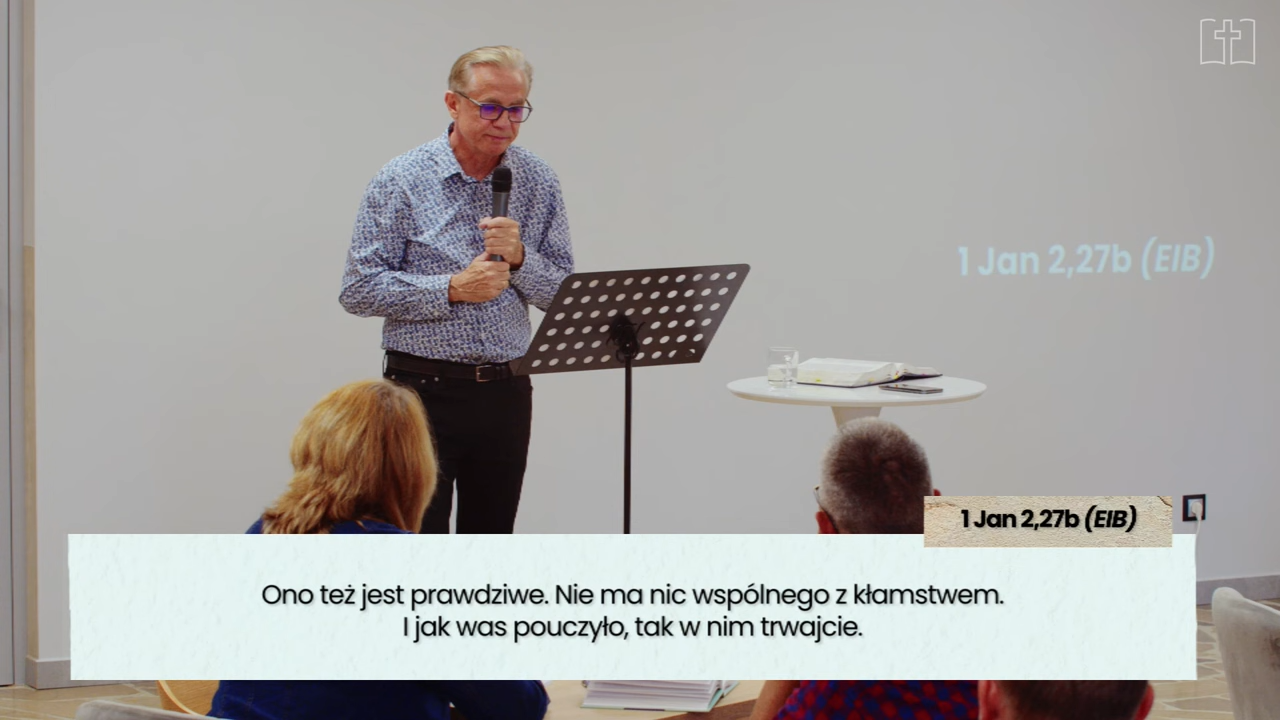 1 Jan 2,27b (EIB)
1 Jan 2,27b (EIB)
Ono też jest prawdziwe. Nie ma nic wspólnego z kłamstwem.
I jak was pouczyło, tak w nim trwajcie.